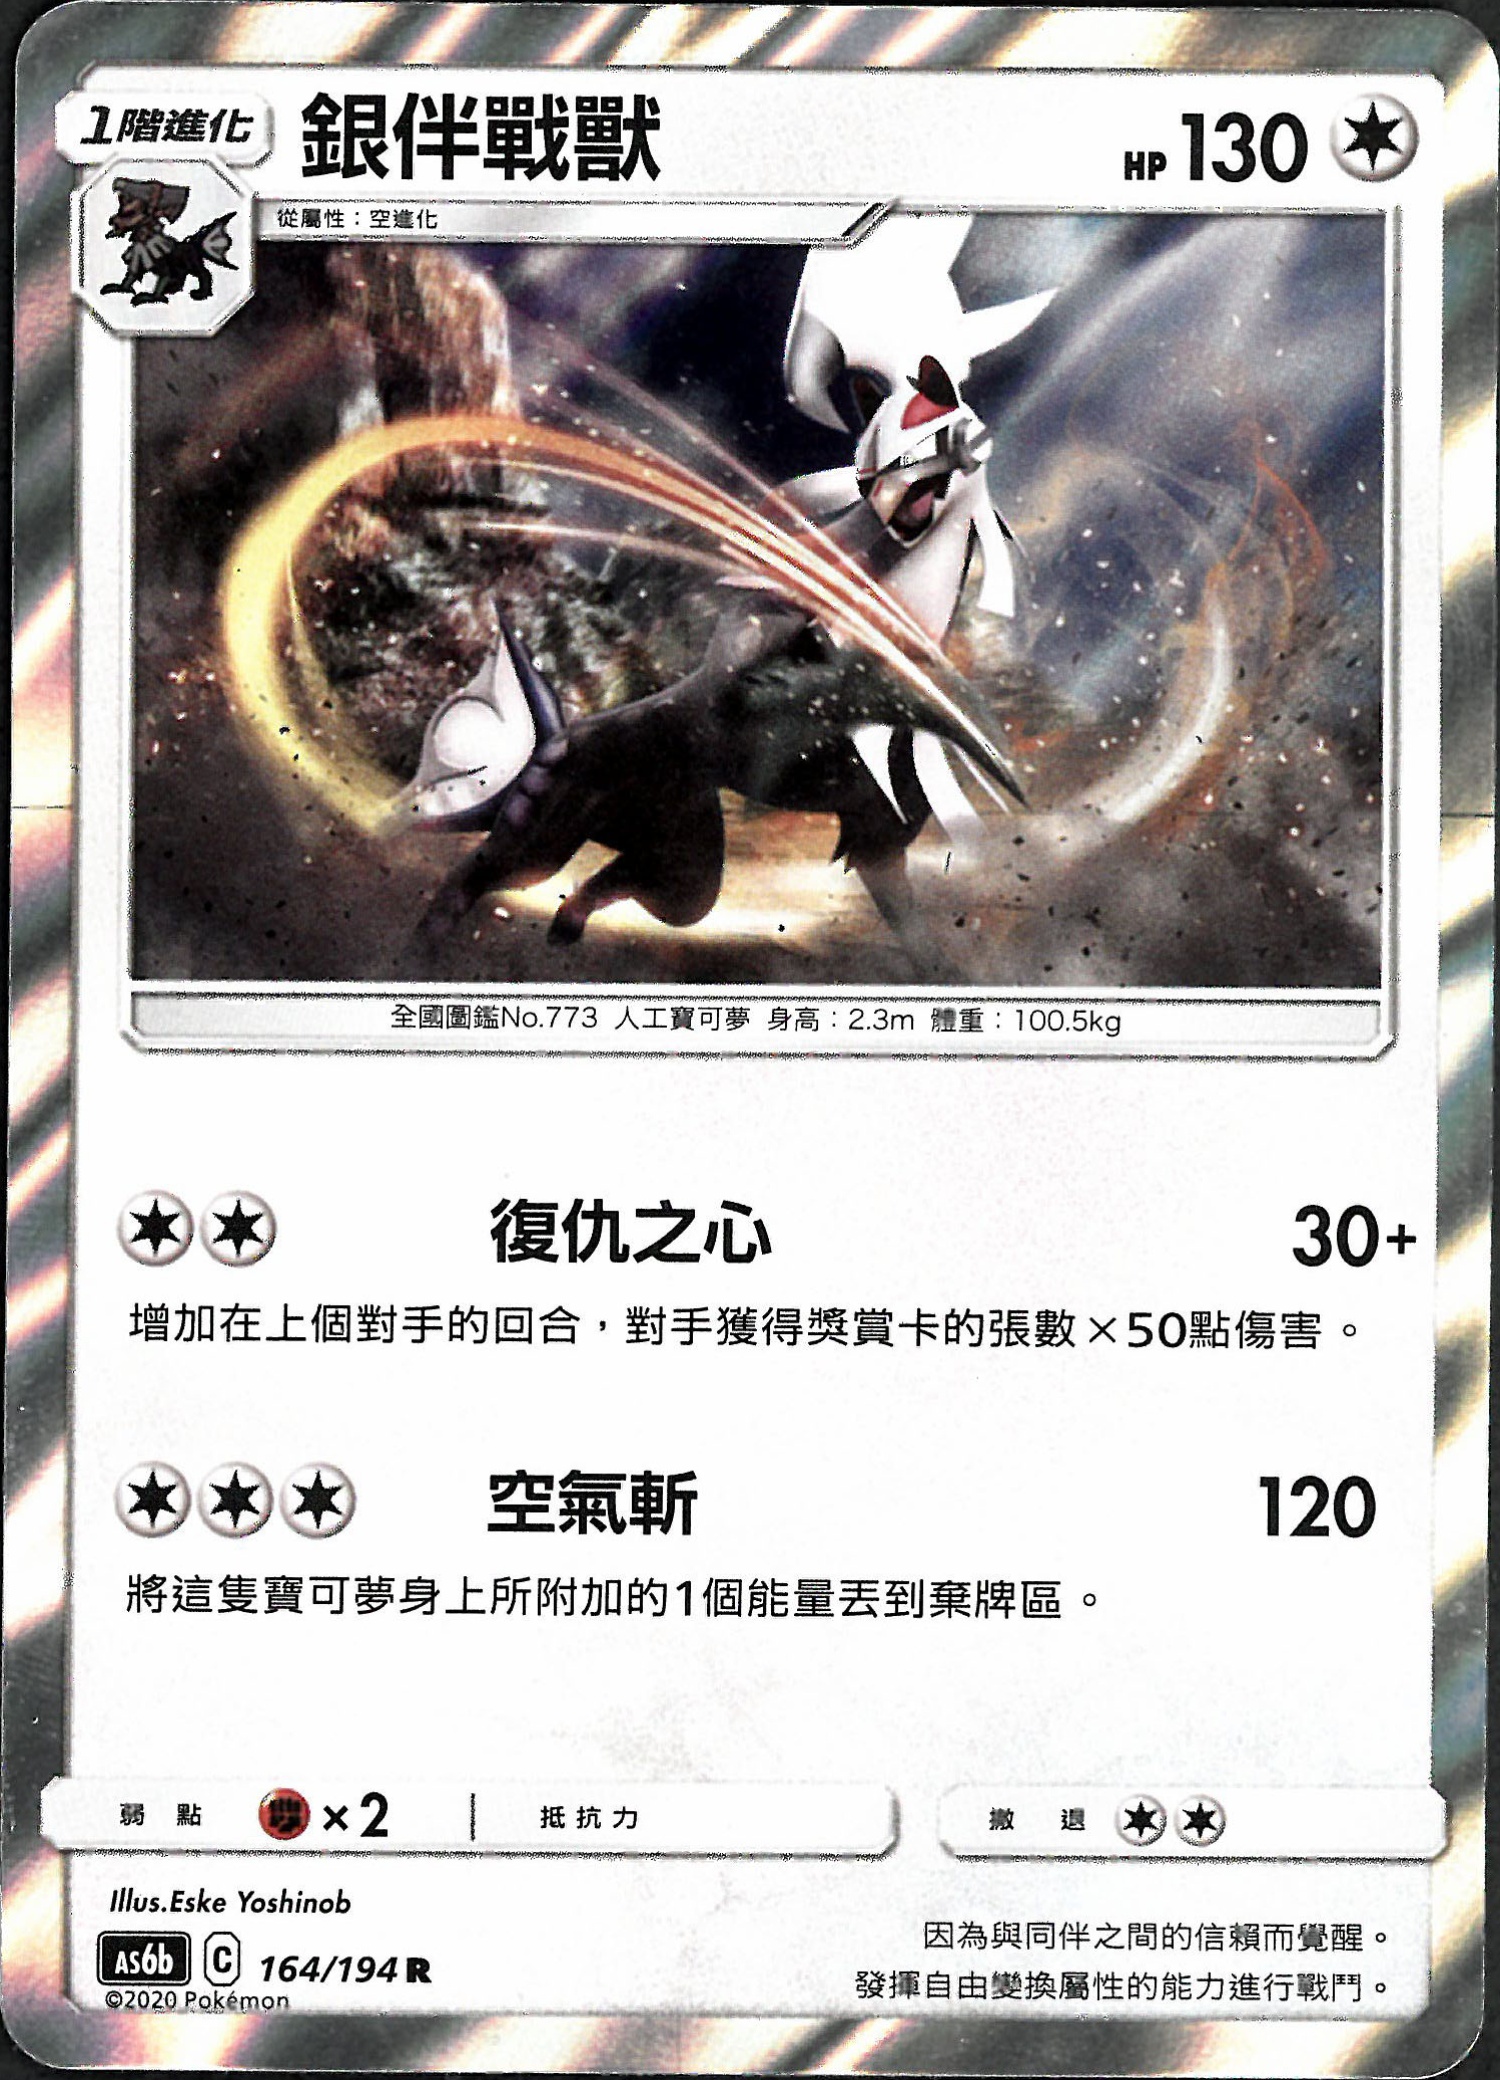 1階進化
銀伴戰獸
HP 130
從屬性：空進化
全國圖鑑No.773 人工寶可夢 身高：2.3m 體重：100.5kg
復仇之心 30+
增加在上個對手的回合，對手獲得獎賞卡的張數×50點傷害。
空氣斬 120
將這隻寶可夢身上所附加的1個能量丟到棄牌區。
弱點 ×2 抵抗力
撤退
Illus.Eske Yoshinob
AS6b C 164/194 R
©2020 Pokémon
因為與同伴之間的信賴而覺醒。
發揮自由變換屬性的能力進行戰鬥。